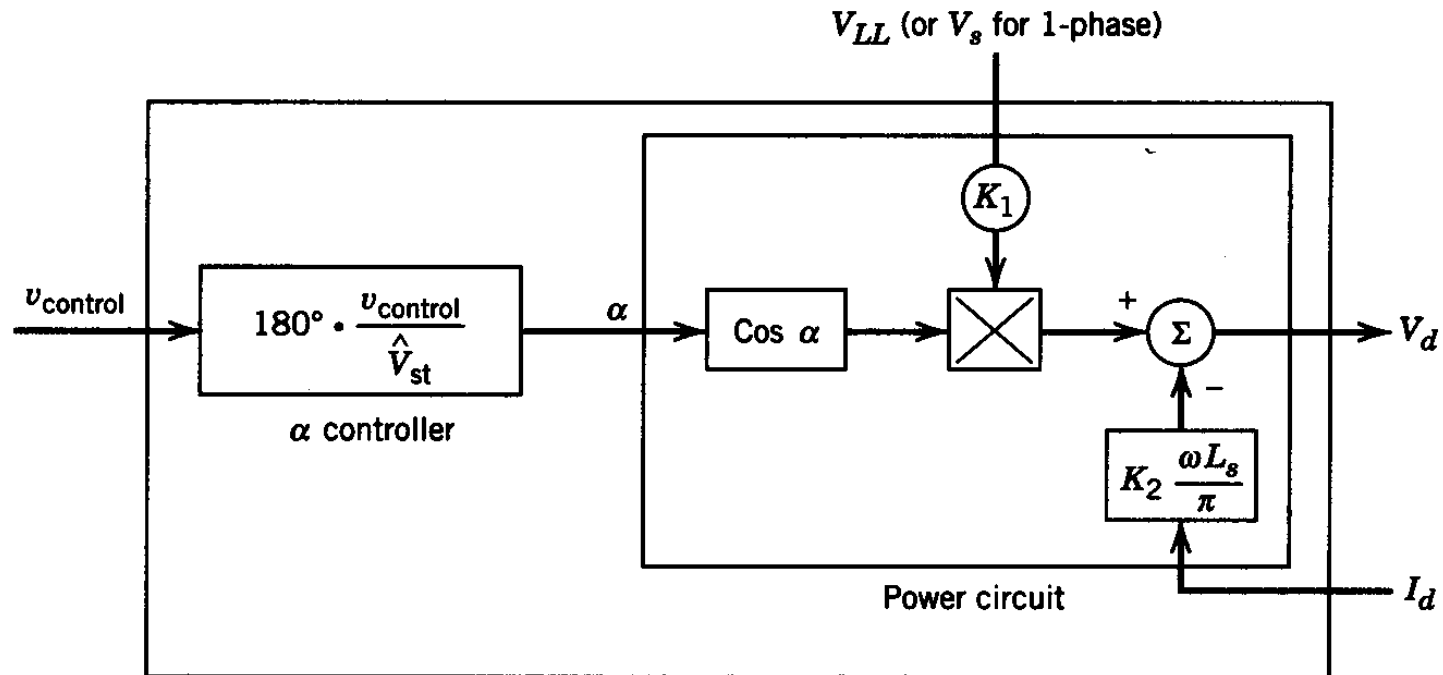 V_LL (or V_s for 1-phase)
K_1
v_control
180° • v_control / V̂_st
α
Cos α
+
Σ
V_d
−
α controller
K_2 ωL_s / π
Power circuit
I_d